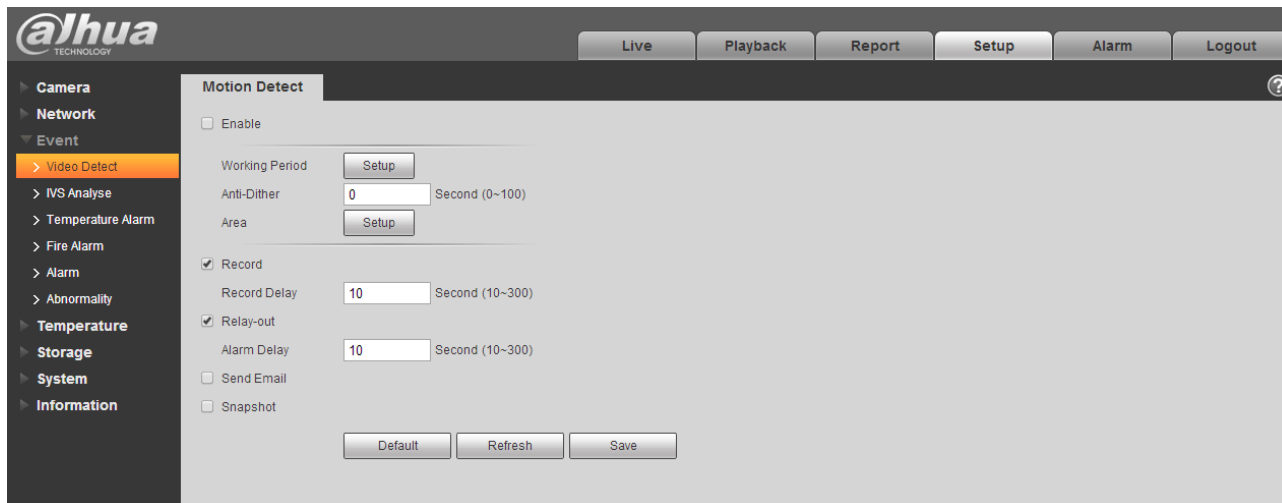 alhua
TECHNOLOGY
Live Playback Report Setup Alarm Logout
Camera
Network
Event
Video Detect
IVS Analyse
Temperature Alarm
Fire Alarm
Alarm
Abnormality
Temperature
Storage
System
Information
Motion Detect
?
Enable
Working Period Setup
Anti-Dither 0 Second (0~100)
Area Setup
Record
Record Delay 10 Second (10~300)
Relay-out
Alarm Delay 10 Second (10~300)
Send Email
Snapshot
Default Refresh Save